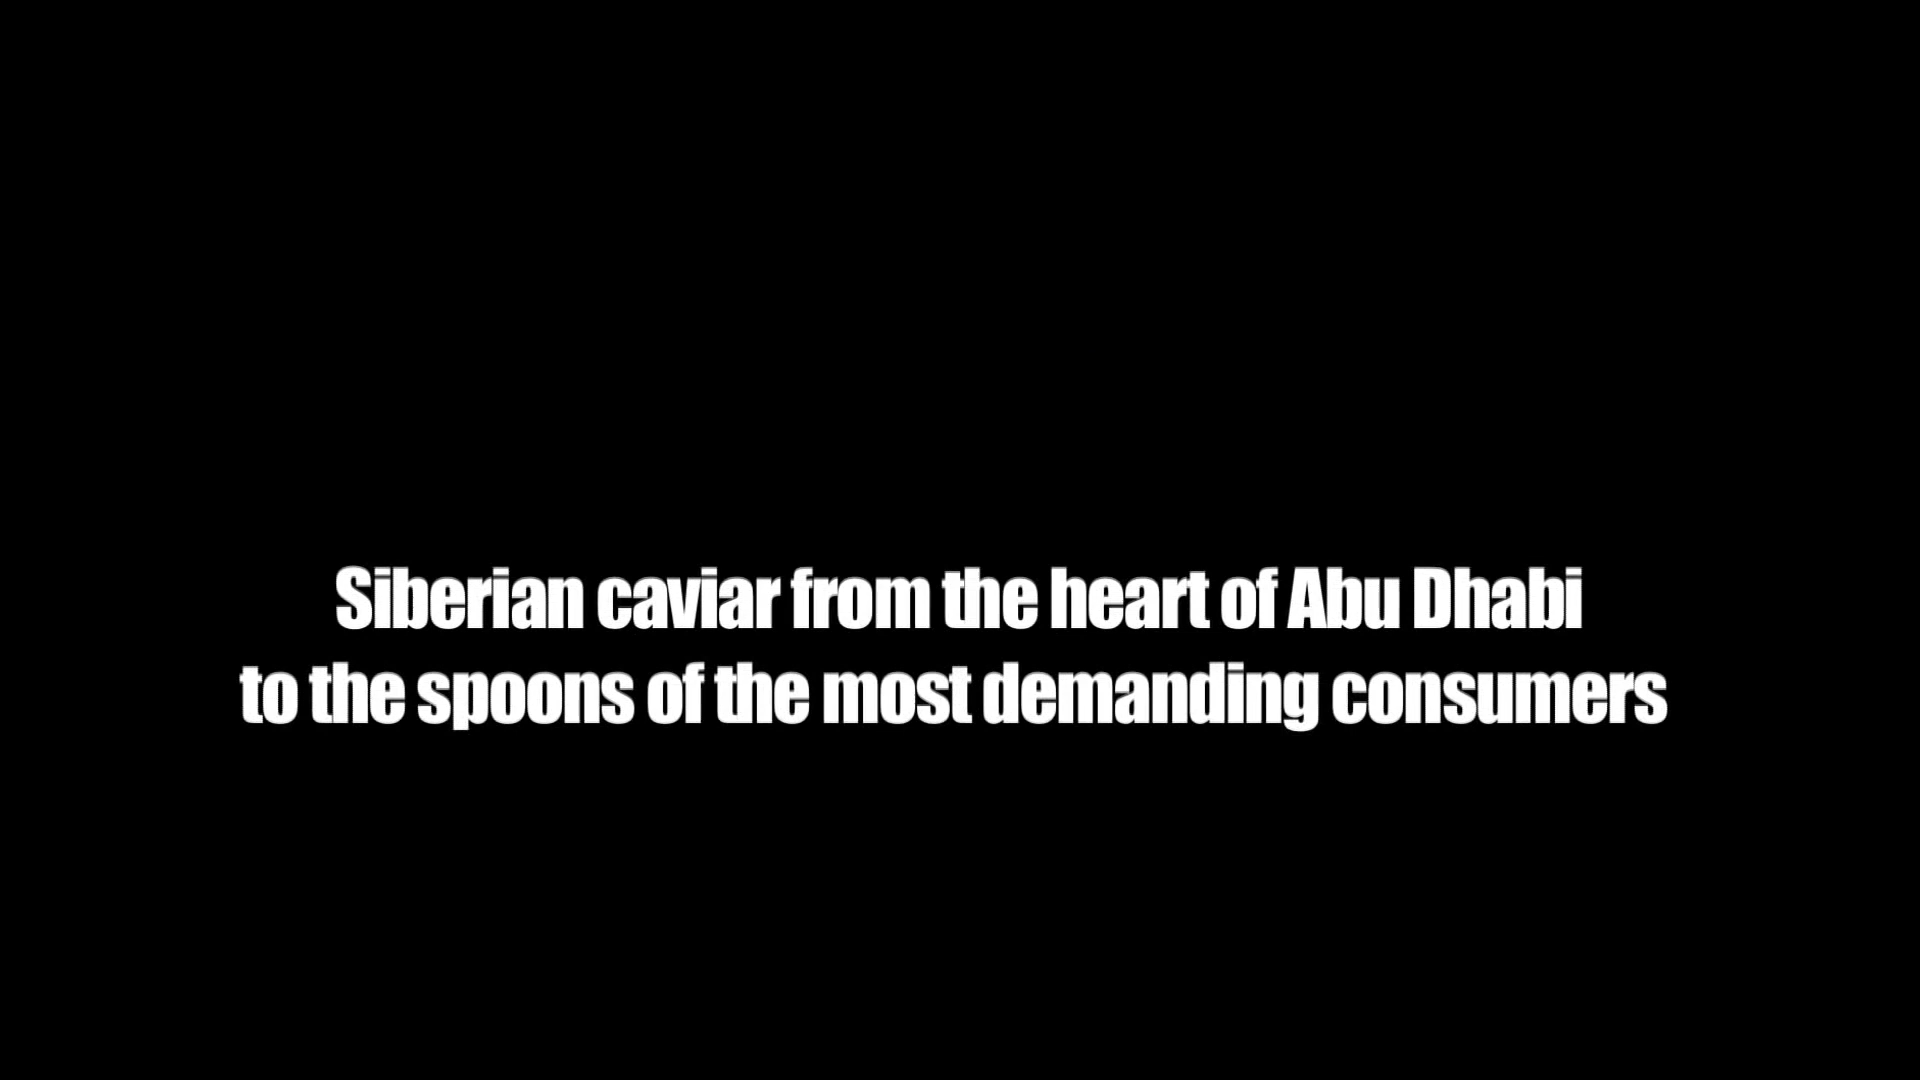 Siberian caviar from the heart of Abu Dhabi
to the spoons of the most demanding consumers